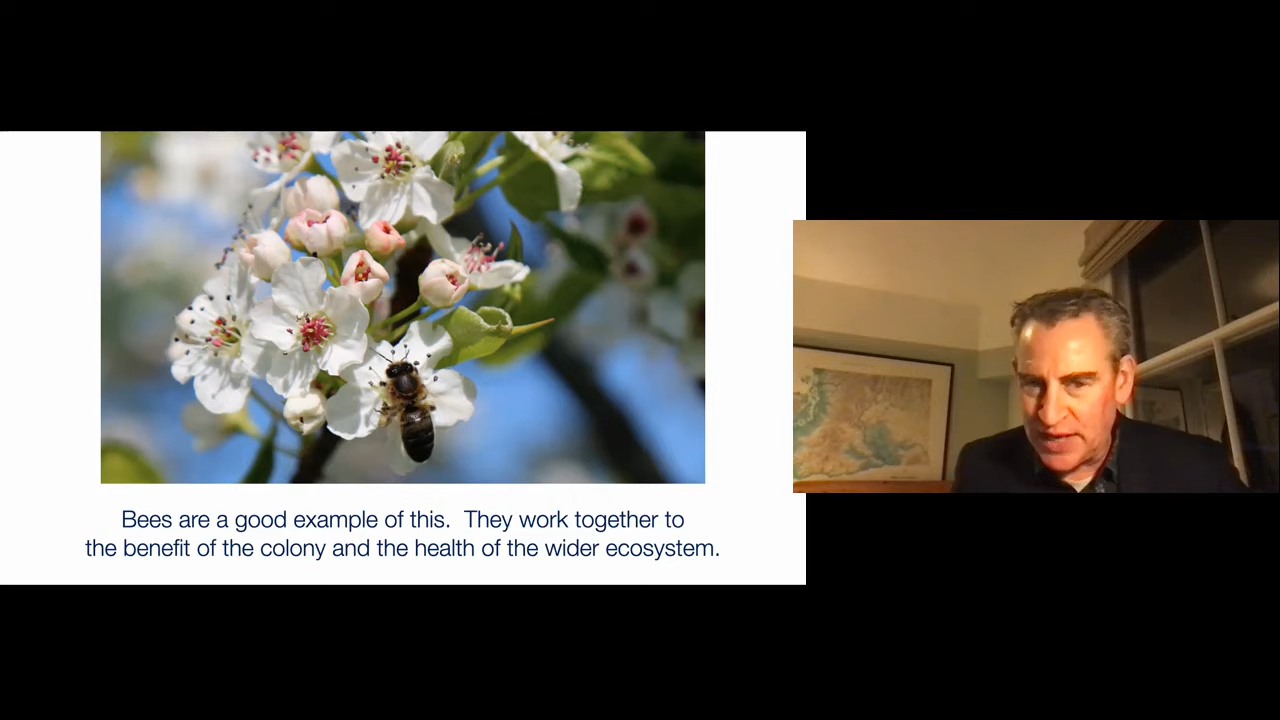 Bees are a good example of this.  They work together to
the benefit of the colony and the health of the wider ecosystem.